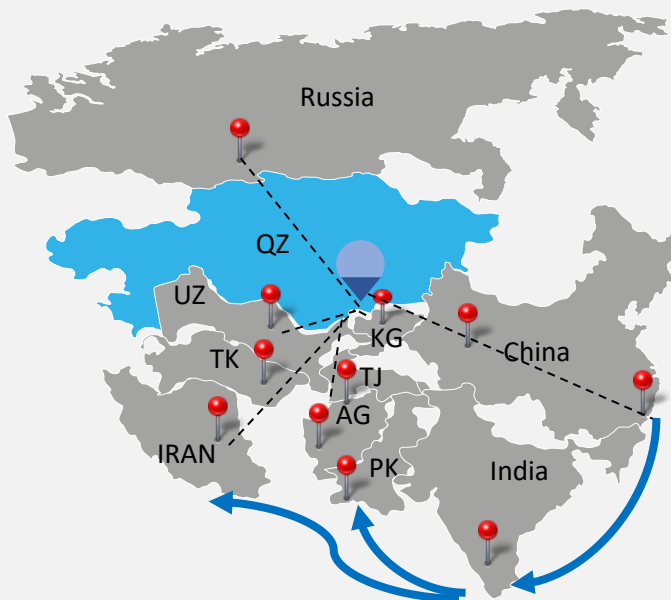 Russia
QZ
UZ
KG
China
TK
TJ
AG
IRAN
PK
India